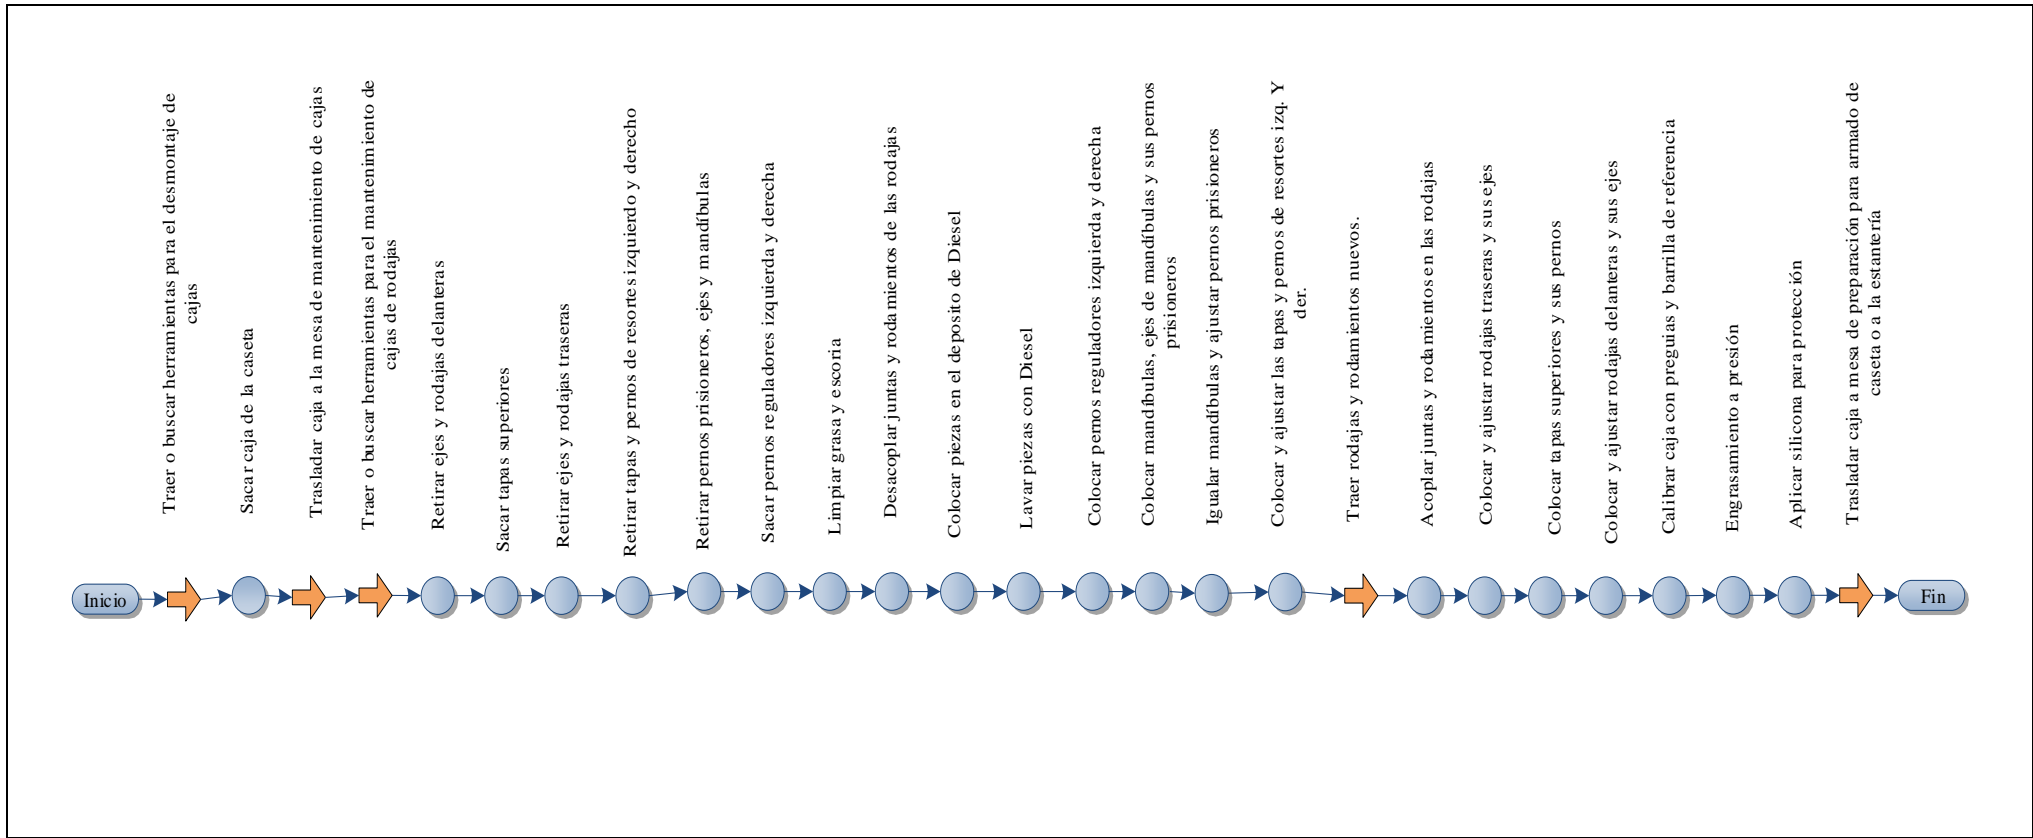 Inicio
Traer o buscar herramientas para el desmontaje de
cajas
Sacar caja de la caseta
Trasladar caja a la mesa de mantenimiento de cajas
Traer o buscar herramientas para el mantenimiento de
cajas de rodajas
Retirar ejes y rodajas delanteras
Sacar tapas superiores
Retirar ejes y rodajas traseras
Retirar tapas y pernos de resortes izquierdo y derecho
Retirar pernos prisioneros, ejes y mandíbulas
Sacar pernos reguladores izquierda y derecha
Limpiar grasa y escoria
Desacoplar juntas y rodamientos de las rodajas
Colocar piezas en el deposito de Diesel
Lavar piezas con Diesel
Colocar pernos reguladores izquierda y derecha
Colocar mandíbulas, ejes de mandíbulas y sus pernos
prisioneros
Igualar mandíbulas y ajustar pernos prisioneros
Colocar y ajustar las tapas y pernos de resortes izq. Y
der.
Traer rodajas y rodamientos nuevos.
Acoplar juntas y rodamientos en las rodajas
Colocar y ajustar rodajas traseras y sus ejes
Colocar tapas superiores y sus pernos
Colocar y ajustar rodajas delanteras y sus ejes
Calibrar caja con preguias y barrilla de referencia
Engrasamiento a presión
Aplicar silicona para protección
Trasladar caja a mesa de preparación para armado de
caseta o a la estantería
Fin